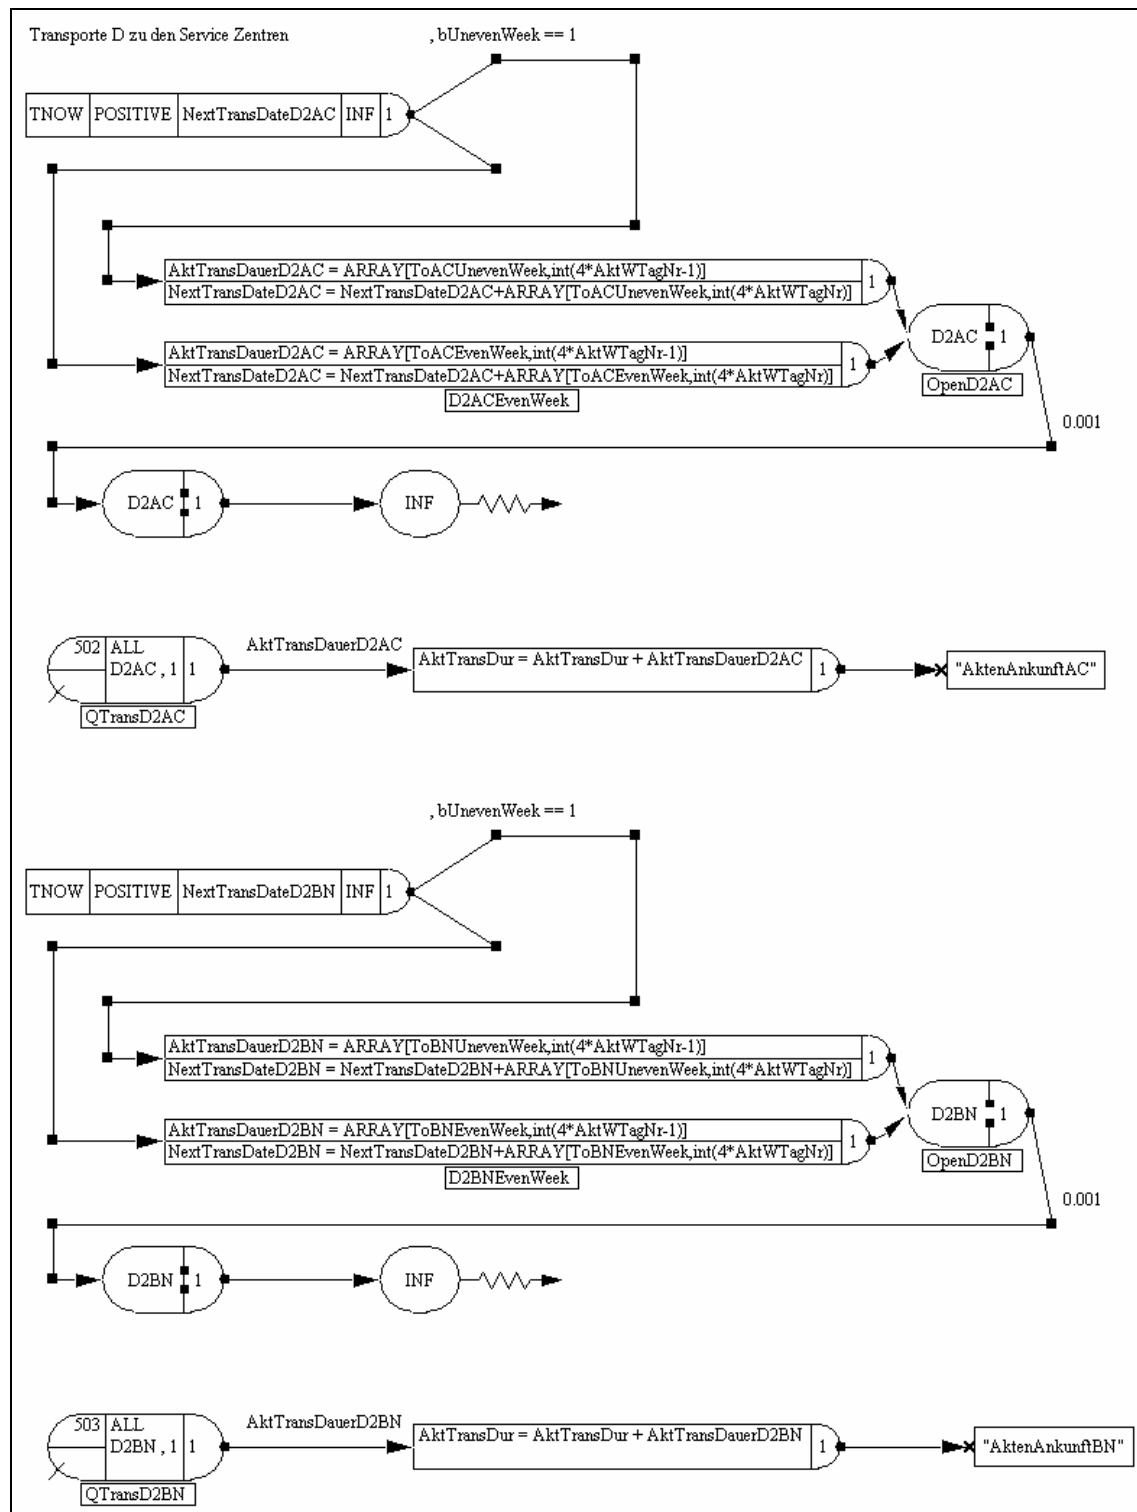 Transporte D zu den Service Zentren
, bUnevenWeek == 1
TNOW POSITIVE NextTransDateD2AC INF 1
AktTransDauerD2AC = ARRAY[ToACUnevenWeek,int(4*AktWTagNr-1)]
NextTransDateD2AC = NextTransDateD2AC+ARRAY[ToACUnevenWeek,int(4*AktWTagNr)]
1
AktTransDauerD2AC = ARRAY[ToACEvenWeek,int(4*AktWTagNr-1)]
NextTransDateD2AC = NextTransDateD2AC+ARRAY[ToACEvenWeek,int(4*AktWTagNr)]
1
D2ACEvenWeek
D2AC 1
OpenD2AC
0.001
D2AC 1
INF
502 ALL
D2AC , 1 1
QTransD2AC
AktTransDauerD2AC
AktTransDur = AktTransDur + AktTransDauerD2AC
1
"AktenAnkunftAC"
, bUnevenWeek == 1
TNOW POSITIVE NextTransDateD2BN INF 1
AktTransDauerD2BN = ARRAY[ToBNUnevenWeek,int(4*AktWTagNr-1)]
NextTransDateD2BN = NextTransDateD2BN+ARRAY[ToBNUnevenWeek,int(4*AktWTagNr)]
1
AktTransDauerD2BN = ARRAY[ToBNEvenWeek,int(4*AktWTagNr-1)]
NextTransDateD2BN = NextTransDateD2BN+ARRAY[ToBNEvenWeek,int(4*AktWTagNr)]
1
D2BNEvenWeek
D2BN 1
OpenD2BN
0.001
D2BN 1
INF
503 ALL
D2BN , 1 1
QTransD2BN
AktTransDauerD2BN
AktTransDur = AktTransDur + AktTransDauerD2BN
1
"AktenAnkunftBN"